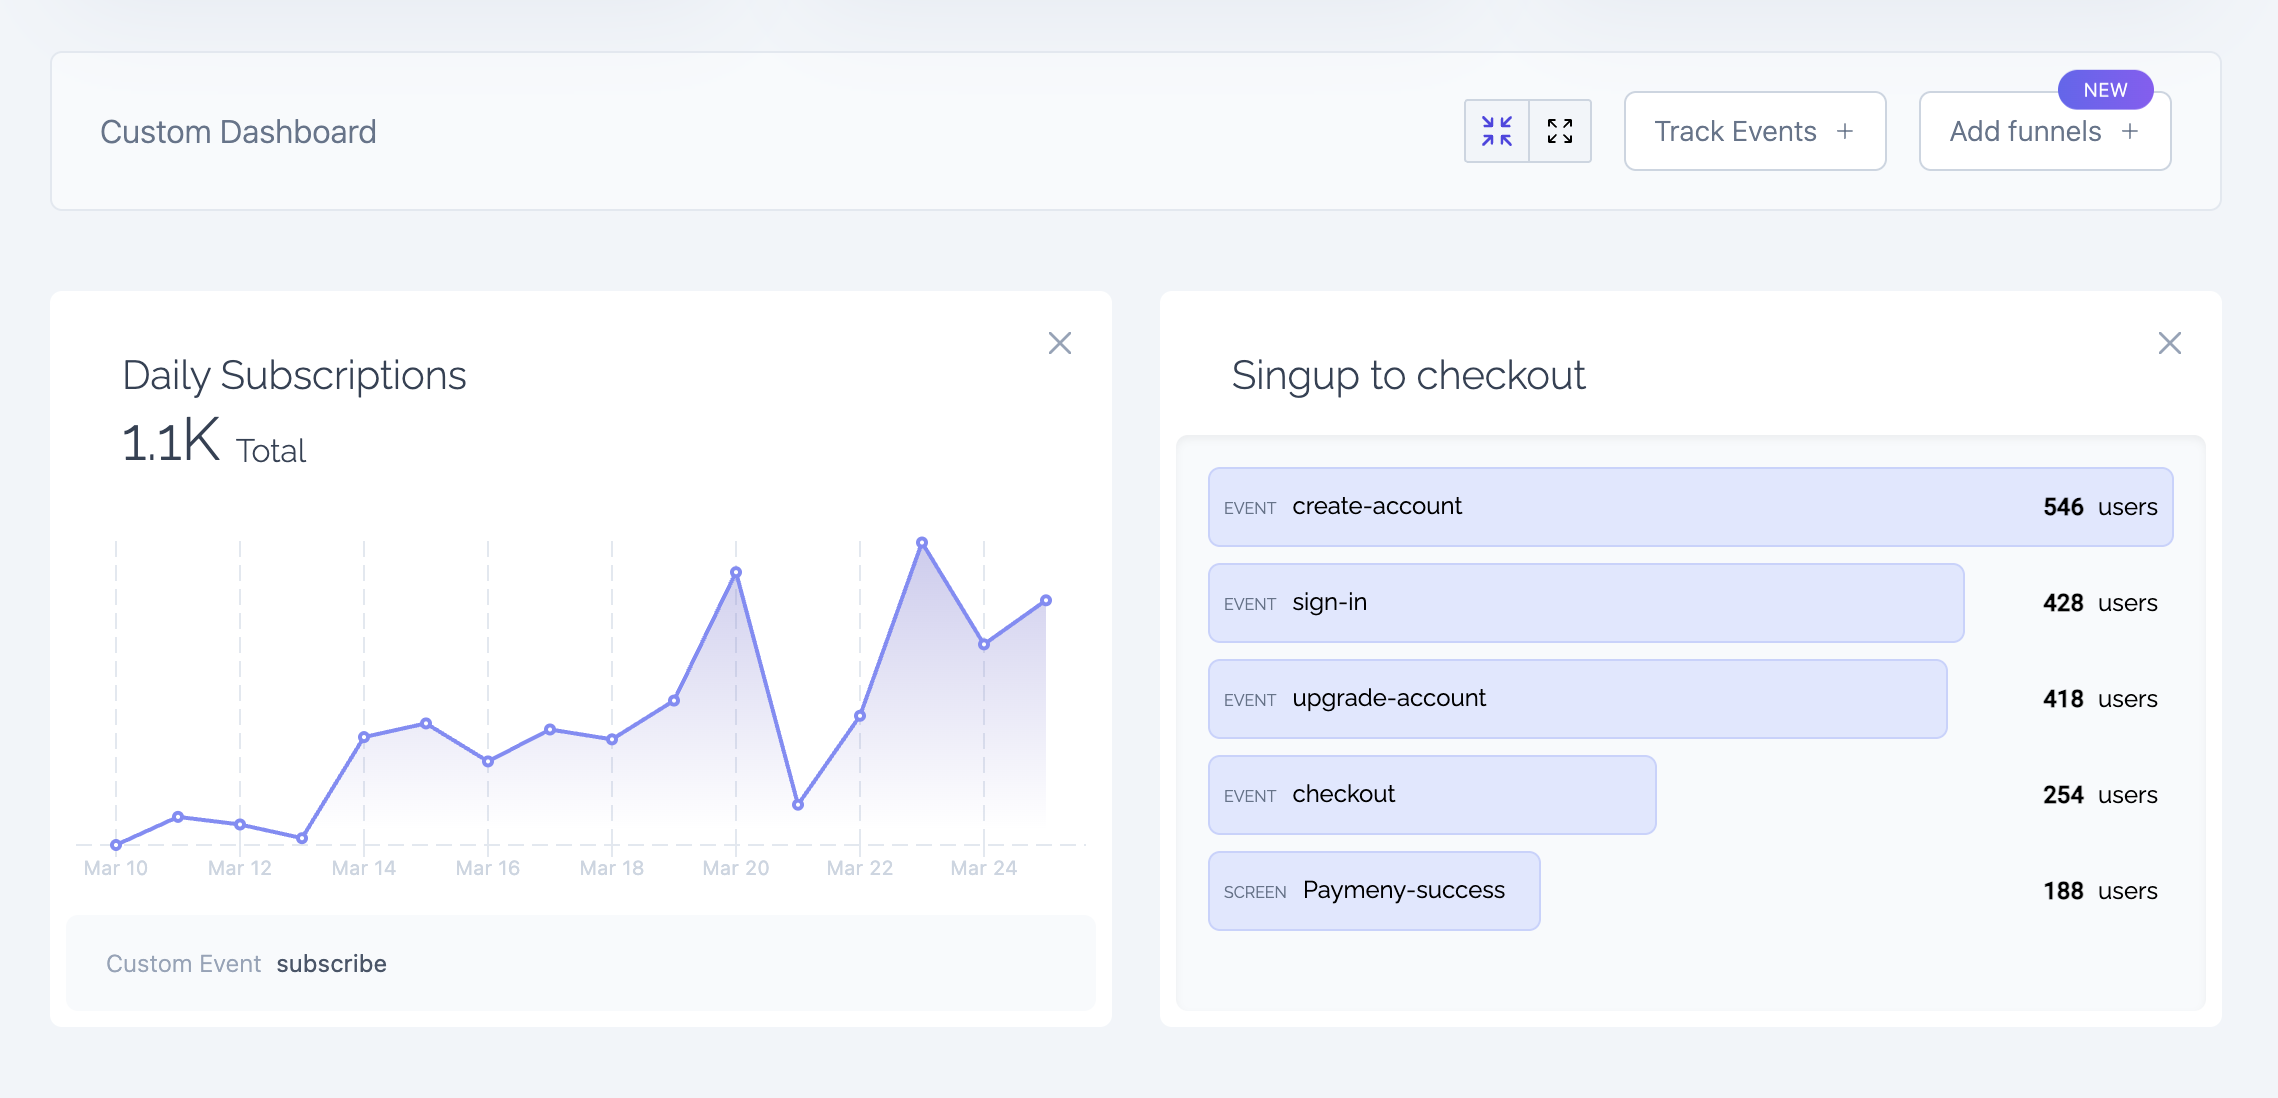 NEW
Custom Dashboard
Track Events +
Add funnels +
Daily Subscriptions
1.1K Total
Mar 10 Mar 12 Mar 14 Mar 16 Mar 18 Mar 20 Mar 22 Mar 24
Custom Event subscribe
Singup to checkout
EVENT create-account 546 users
EVENT sign-in 428 users
EVENT upgrade-account 418 users
EVENT checkout 254 users
SCREEN Paymeny-success 188 users